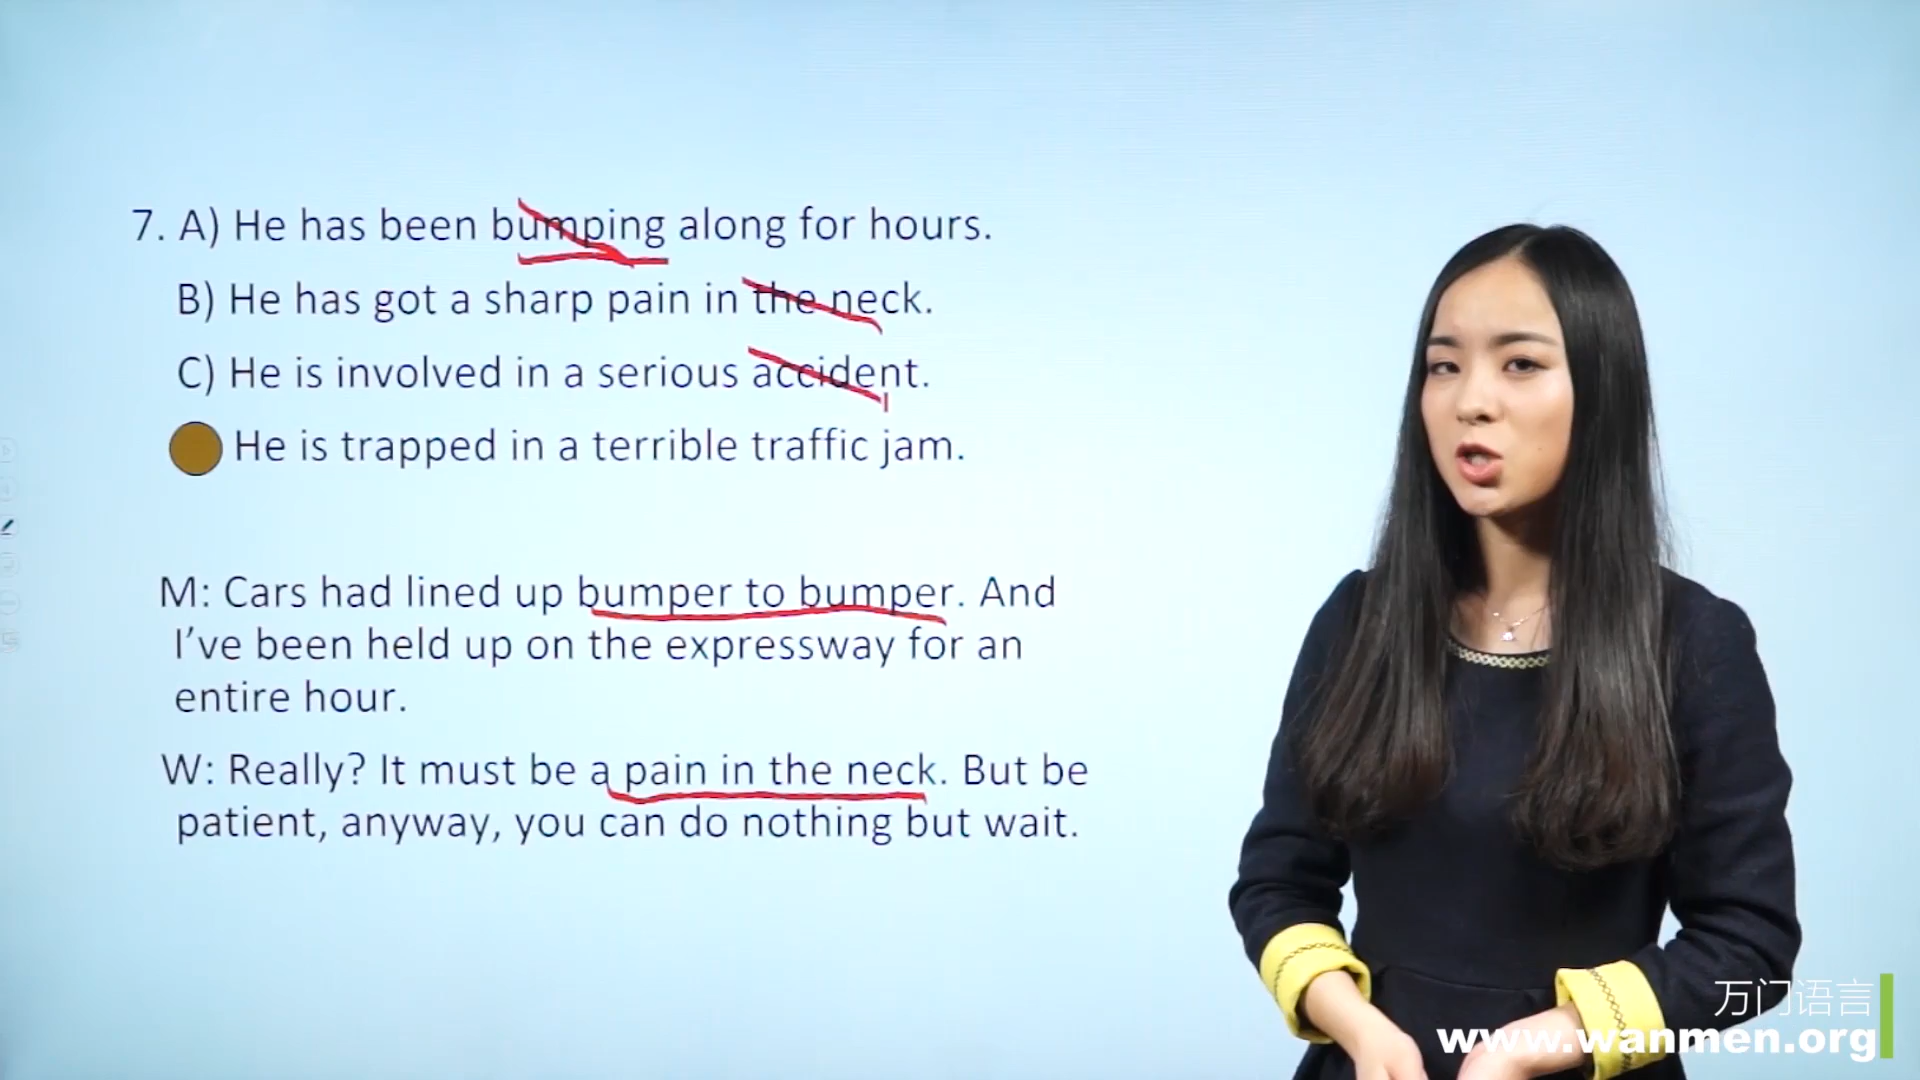 7. A) He has been bumping along for hours.
B) He has got a sharp pain in the neck.
C) He is involved in a serious accident.
He is trapped in a terrible traffic jam.
M: Cars had lined up bumper to bumper. And
I’ve been held up on the expressway for an
entire hour.
W: Really? It must be a pain in the neck. But be
patient, anyway, you can do nothing but wait.
万门语言
www.wanmen.org